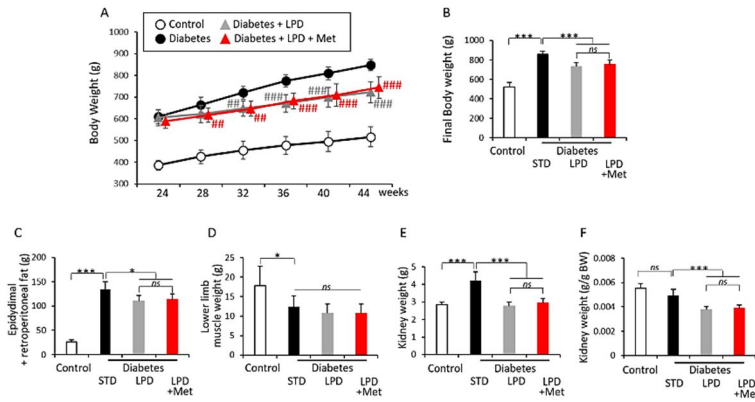 A
Control
Diabetes + LPD
Diabetes
Diabetes + LPD + Met
Body Weight (g)
1000
900
800
700
600
500
400
300
24 28 32 36 40 44 weeks
##
##
##
###
###
###
###
###
###
B
Final Body weight (g)
1000
800
600
400
200
0
*** ***
ns
Control Diabetes
STD LPD LPD
+Met
C
Epidydimal
+ retroperitoneal fat (g)
200
150
100
50
0
*** *
ns
Control Diabetes
STD LPD LPD
+Met
D
Lower limb
muscle weight (g)
25
20
15
10
5
0
*
ns
Control Diabetes
STD LPD LPD
+Met
E
Kidney weight (g)
6
5
4
3
2
1
0
*** ***
ns
Control Diabetes
STD LPD LPD
+Met
F
Kidney weight (g/g BW)
0.008
0.006
0.004
0.002
0
ns ***
ns
Control Diabetes
STD LPD LPD
+Met